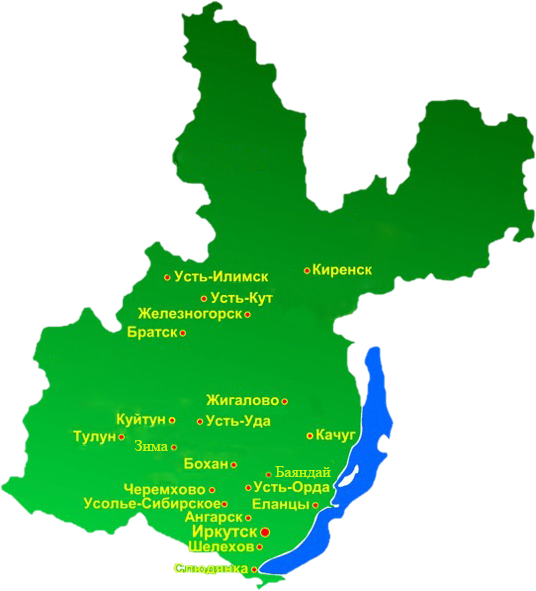 Усть-Илимск
Киренск
Усть-Кут
Железногорск
Братск
Жигалово
Куйтун
Усть-Уда
Тулун
Качуг
Зима
Бохан
Баяндай
Черемхово
Усть-Орда
Усолье-Сибирское
Еланцы
Ангарск
Иркутск
Шелехов
Слюдянка